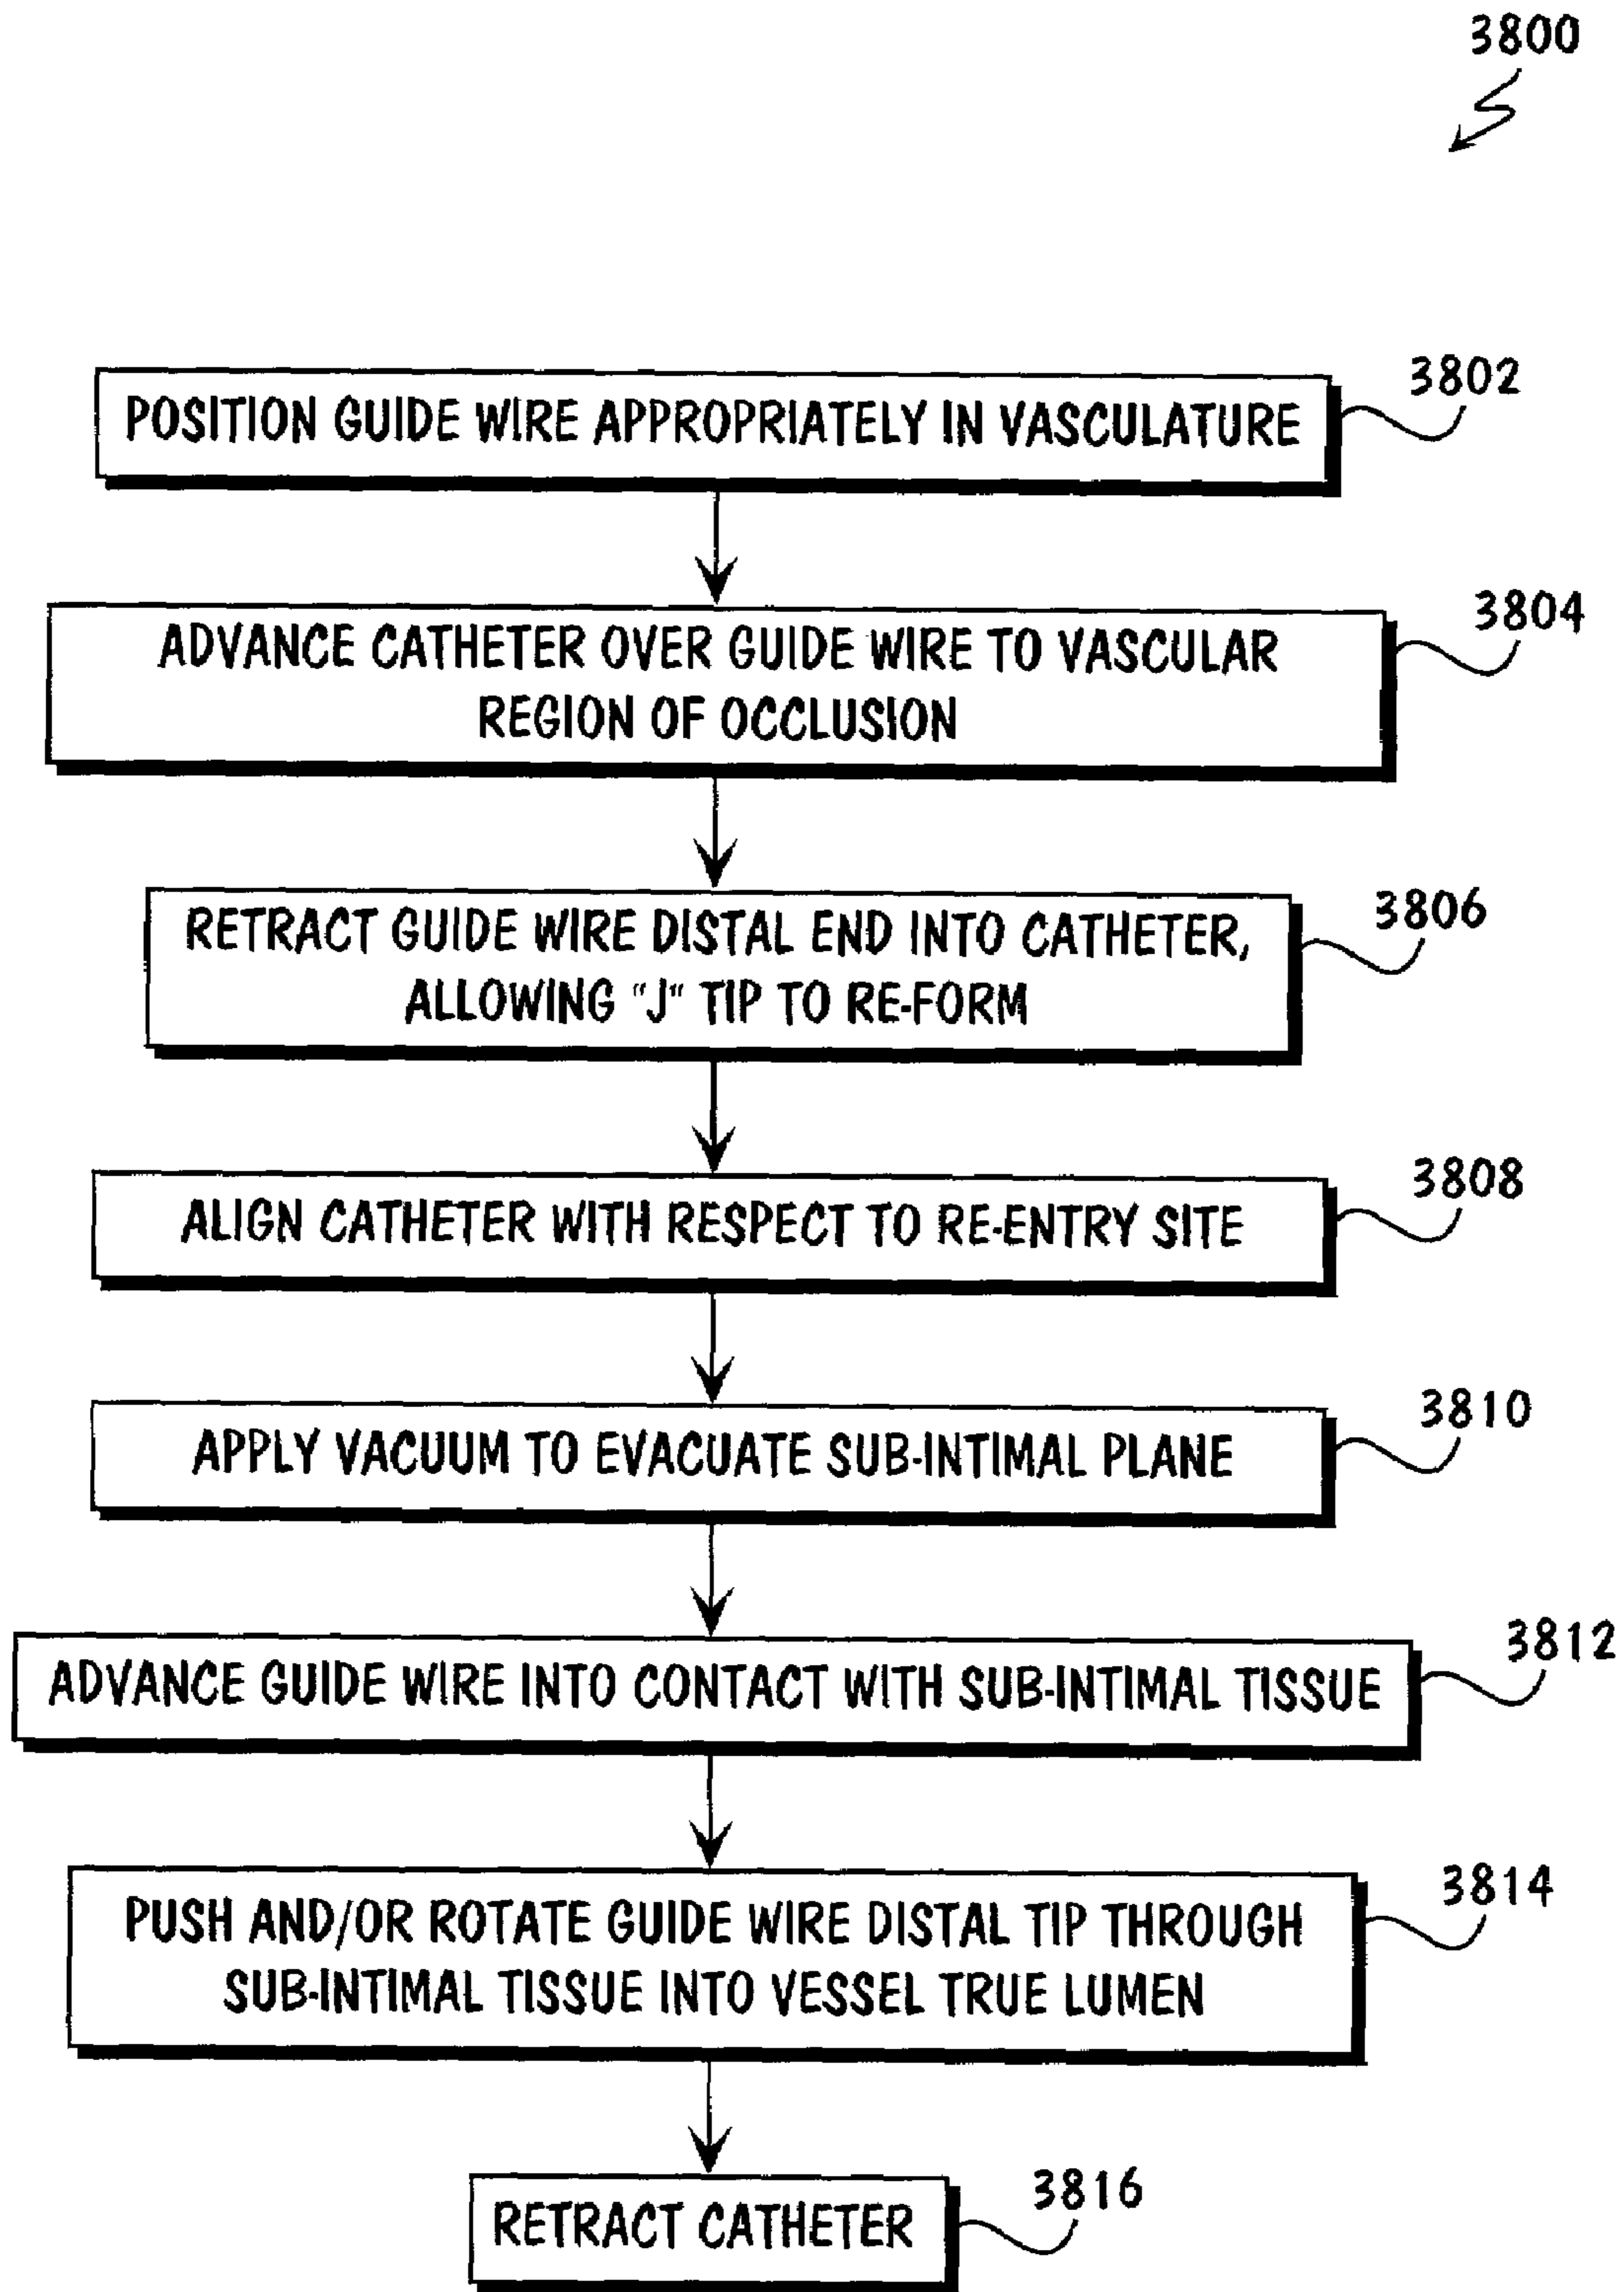 3800
POSITION GUIDE WIRE APPROPRIATELY IN VASCULATURE
3802
ADVANCE CATHETER OVER GUIDE WIRE TO VASCULAR
REGION OF OCCLUSION
3804
RETRACT GUIDE WIRE DISTAL END INTO CATHETER,
ALLOWING "J" TIP TO RE-FORM
3806
ALIGN CATHETER WITH RESPECT TO RE-ENTRY SITE
3808
APPLY VACUUM TO EVACUATE SUB-INTIMAL PLANE
3810
ADVANCE GUIDE WIRE INTO CONTACT WITH SUB-INTIMAL TISSUE
3812
PUSH AND/OR ROTATE GUIDE WIRE DISTAL TIP THROUGH
SUB-INTIMAL TISSUE INTO VESSEL TRUE LUMEN
3814
RETRACT CATHETER
3816